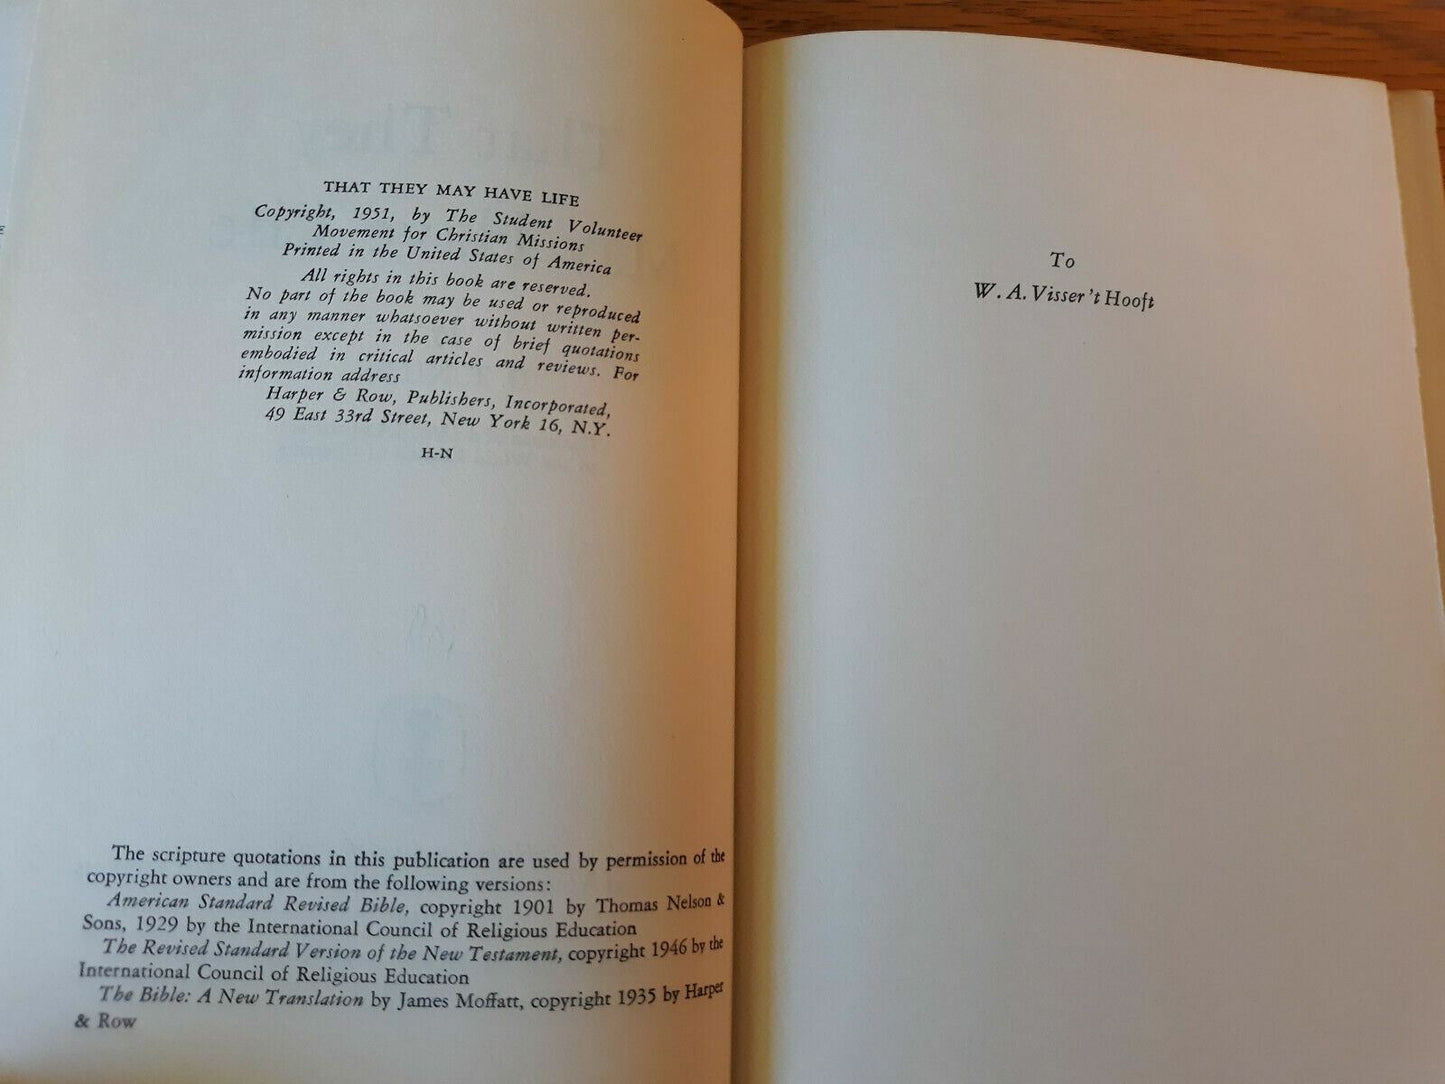 THAT THEY MAY HAVE LIFE
Copyright, 1951, by The Student Volunteer
Movement for Christian Missions
Printed in the United States of America
All rights in this book are reserved.
No part of the book may be used or reproduced
in any manner whatsoever without written per-
mission except in the case of brief quotations
embodied in critical articles and reviews. For
information address
Harper & Row, Publishers, Incorporated,
49 East 33rd Street, New York 16, N.Y.
H-N
The scripture quotations in this publication are used by permission of the
copyright owners and are from the following versions:
American Standard Revised Bible, copyright 1901 by Thomas Nelson &
Sons, 1929 by the International Council of Religious Education
The Revised Standard Version of the New Testament, copyright 1946 by the
International Council of Religious Education
The Bible: A New Translation by James Moffatt, copyright 1935 by Harper
& Row
To
W. A. Visser 't Hooft